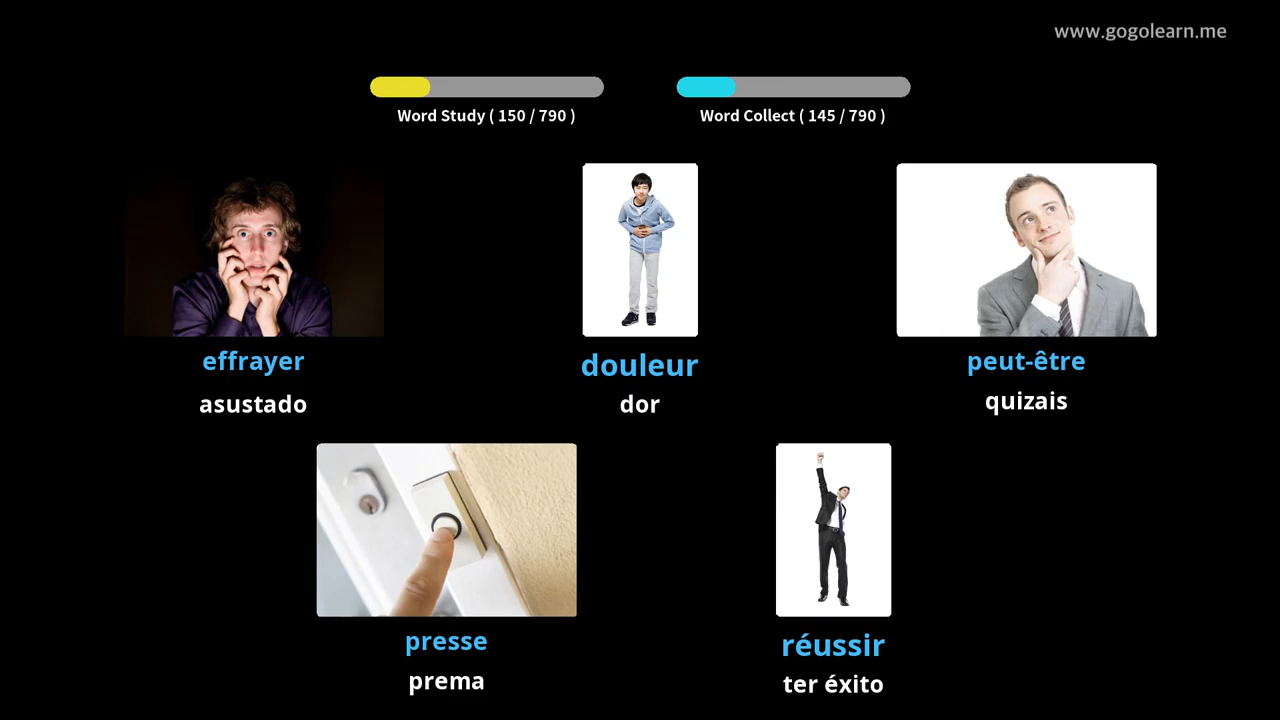 www.gogolearn.me
Word Study ( 150 / 790 )
Word Collect ( 145 / 790 )
effrayer
asustado
douleur
dor
peut-être
quizais
presse
prema
réussir
ter éxito